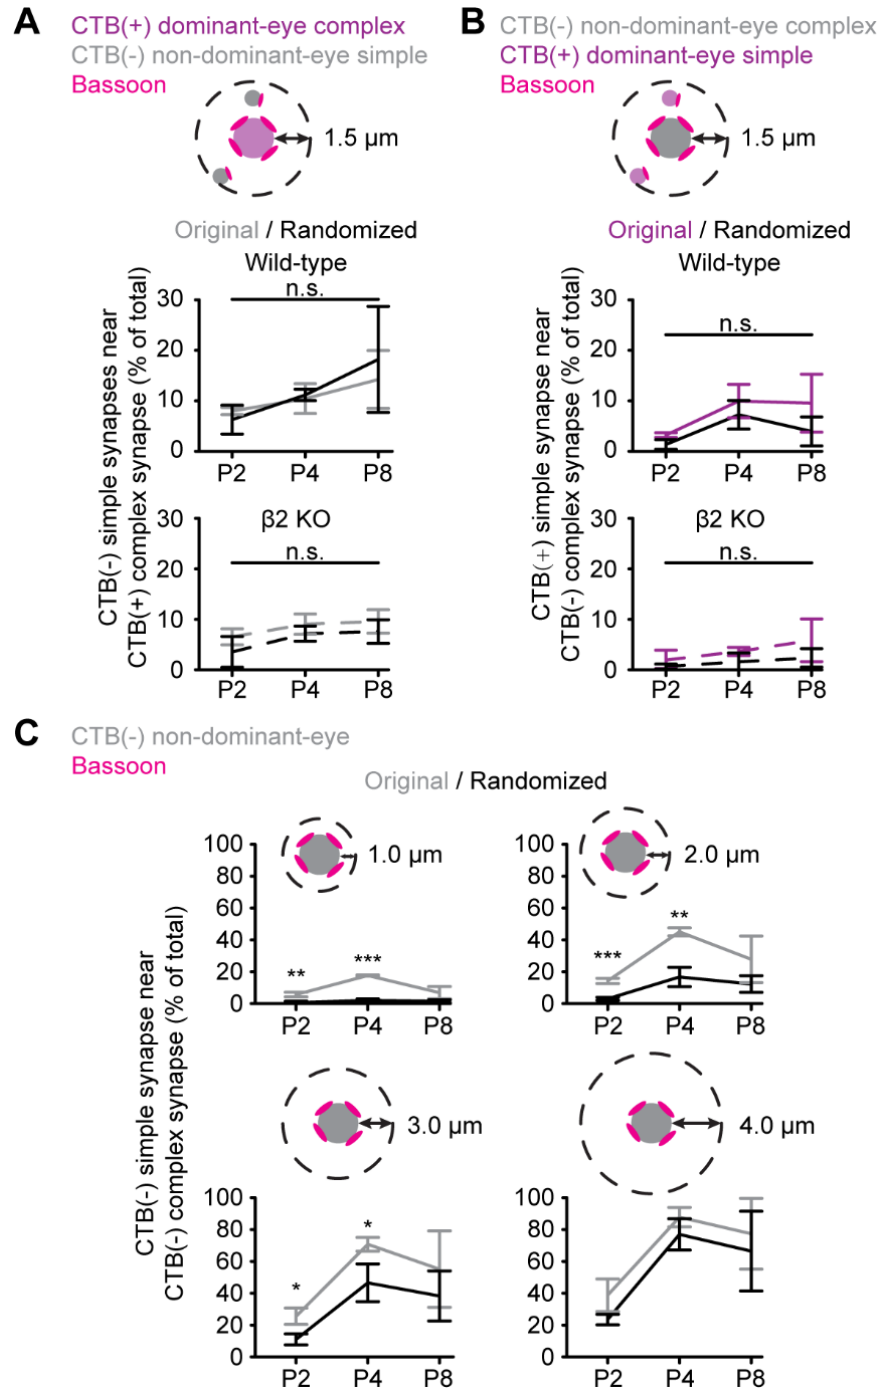 A
CTB(+) dominant-eye complex
CTB(-) non-dominant-eye simple
Bassoon
1.5 µm
Original / Randomized
Wild-type
CTB(-) simple synapses near
CTB(+) complex synapse (% of total)
n.s.
30
20
10
0
P2 P4 P8
β2 KO
n.s.
30
20
10
0
P2 P4 P8
B
CTB(-) non-dominant-eye complex
CTB(+) dominant-eye simple
Bassoon
1.5 µm
Original / Randomized
Wild-type
CTB(+) simple synapses near
CTB(-) complex synapse (% of total)
n.s.
30
20
10
0
P2 P4 P8
β2 KO
n.s.
30
20
10
0
P2 P4 P8
C
CTB(-) non-dominant-eye
Bassoon
Original / Randomized
CTB(-) simple synapse near
CTB(-) complex synapse (% of total)
1.0 µm
100
80
60
40
20
0
** ***
P2 P4 P8
2.0 µm
100
80
60
40
20
0
*** **
P2 P4 P8
3.0 µm
100
80
60
40
20
0
* *
P2 P4 P8
4.0 µm
100
80
60
40
20
0
P2 P4 P8